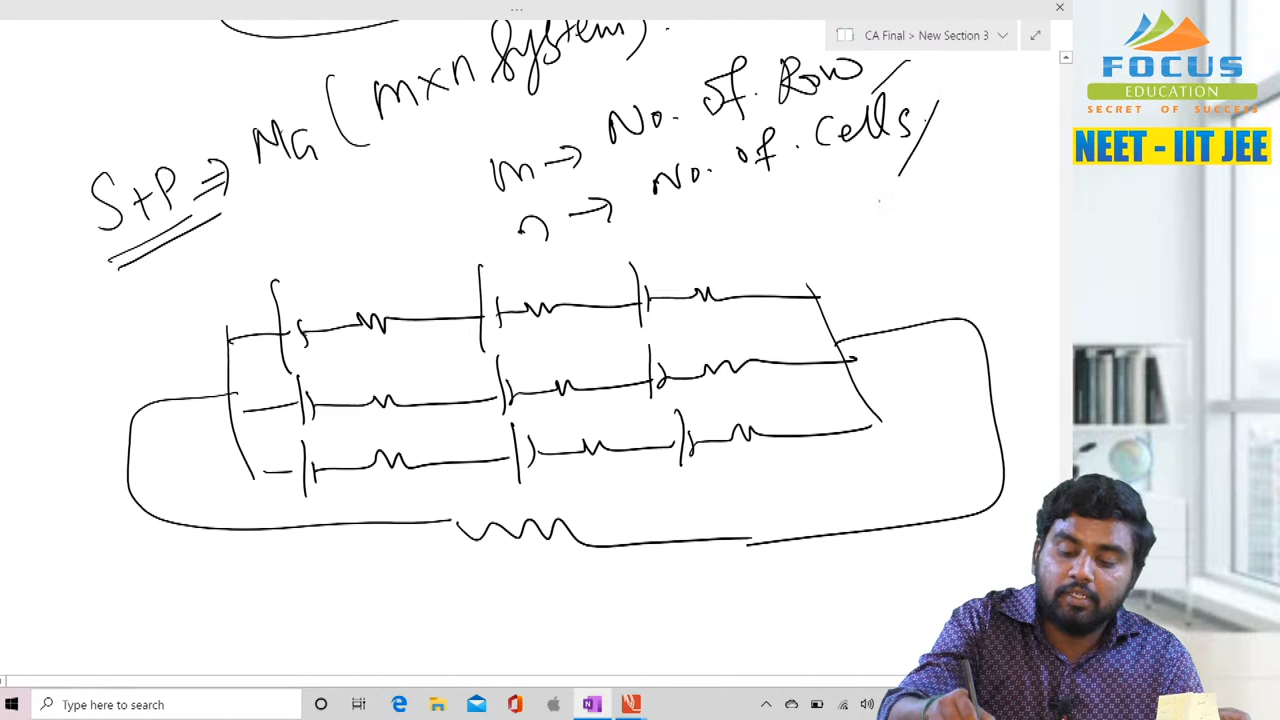 CA Final > New Section 3
FOCUS
EDUCATION
SECRET OF SUCCESS
NEET - IIT JEE
S+P ⇒ MG (m×n System).
m → No. of Row
n → No. of Cells
Type here to search